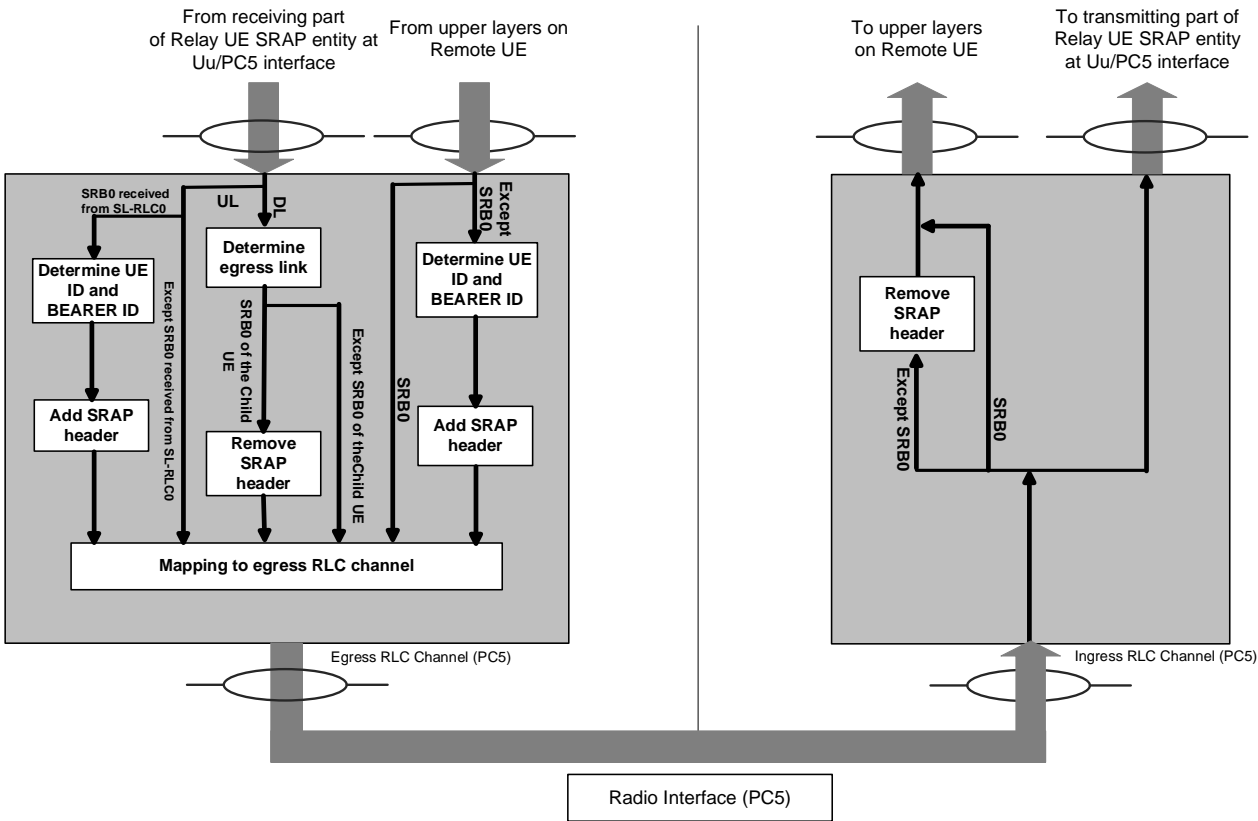 From receiving part
of Relay UE SRAP entity at
Uu/PC5 interface
From upper layers on
Remote UE
To upper layers
on Remote UE
To transmitting part of
Relay UE SRAP entity
at Uu/PC5 interface
SRB0 received
from SL-RLC0
UL
DL
Except
SRB0
Determine
egress link
Determine UE
ID and
BEARER ID
Determine UE
ID and
BEARER ID
Except SRB0 received from SL-RLC0
SRB0 of the Child
UE
Except SRB0 of theChild UE
SRB0
Add SRAP
header
Remove
SRAP
header
Add SRAP
header
Mapping to egress RLC channel
Remove
SRAP
header
Except SRB0
SRB0
Egress RLC Channel (PC5)
Ingress RLC Channel (PC5)
Radio Interface (PC5)